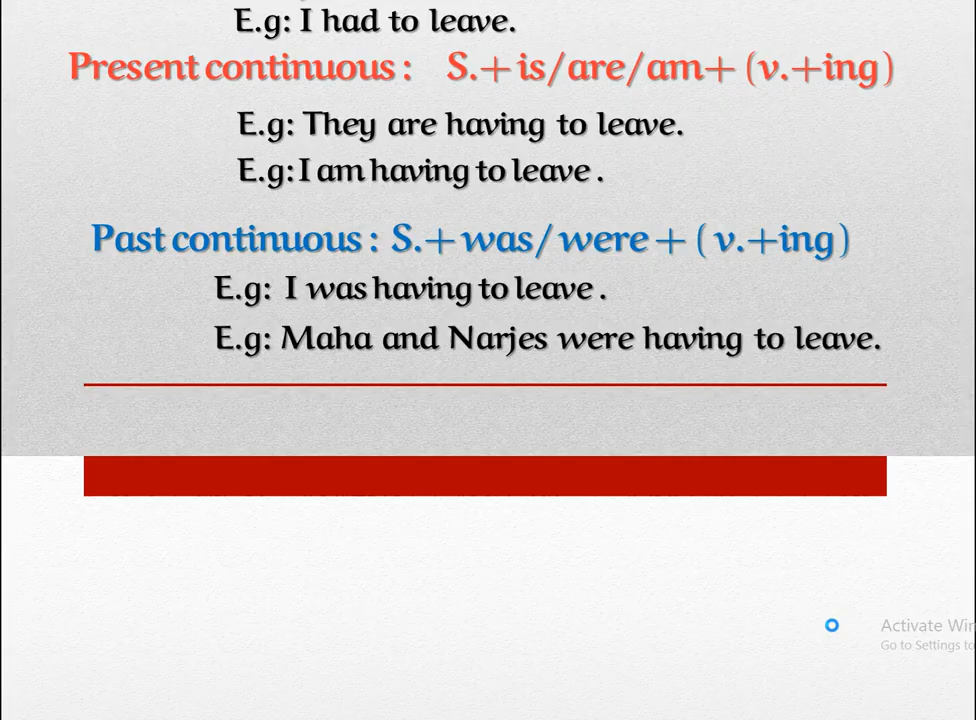 E.g: I had to leave.
Present continuous : S.+ is/are/am+ (v.+ing)
E.g: They are having to leave.
E.g: I am having to leave .
Past continuous : S.+ was/ were + ( v.+ing)
E.g: I was having to leave .
E.g: Maha and Narjes were having to leave.
Activate Win
Go to Settings to